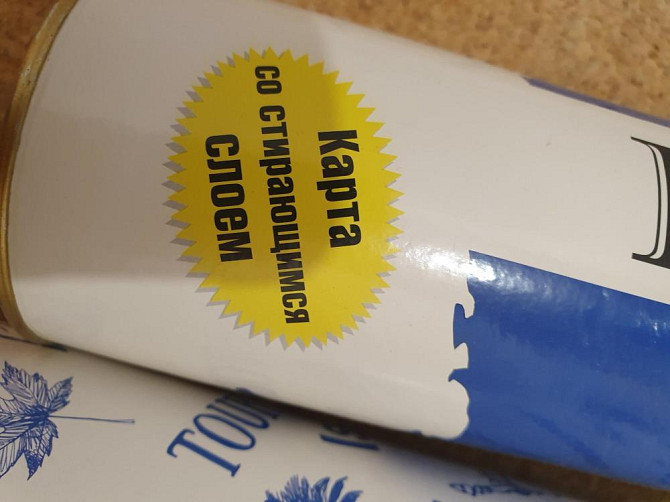 Карта
со стирающимся
слоем